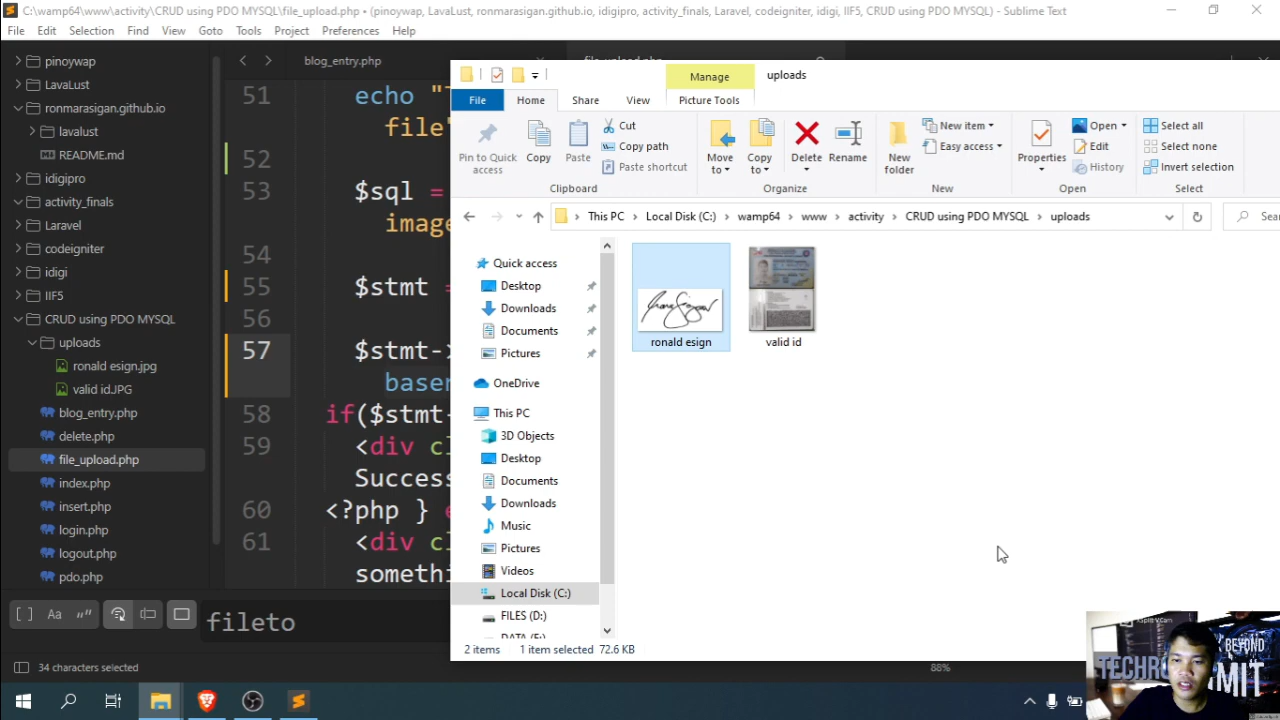 C:\wamp64\www\activity\CRUD using PDO MYSQL\file_upload.php • (pinoywap, LavaLust, ronmarasigan.github.io, idigipro, activity_finals, Laravel, codeigniter, idigi, IIF5, CRUD using PDO MYSQL) - Sublime Text
File Edit Selection Find View Goto Tools Project Preferences Help
pinoywap
LavaLust
ronmarasigan.github.io
lavalust
README.md
idigipro
activity_finals
Laravel
codeigniter
idigi
IIF5
CRUD using PDO MYSQL
uploads
ronald esign.jpg
valid id.JPG
blog_entry.php
delete.php
file_upload.php
index.php
insert.php
login.php
logout.php
pdo.php
blog_entry.php
51 echo "
file'
52
53 $sql =
image
54
55 $stmt =
56
57 $stmt->
baser
58 if($stmt-
59 <div cl
Success
60 <?php } e
61 <div cl
somethi
Manage uploads
File Home Share View Picture Tools
Pin to Quick access
Copy
Paste
Cut
Copy path
Paste shortcut
Clipboard
Move to
Copy to
Delete
Rename
Organize
New folder
New item
Easy access
New
Properties
Open
Edit
History
Open
Select all
Select none
Invert selection
Select
This PC > Local Disk (C:) > wamp64 > www > activity > CRUD using PDO MYSQL > uploads
Sea
Quick access
Desktop
Downloads
Documents
Pictures
OneDrive
This PC
3D Objects
Desktop
Documents
Downloads
Music
Pictures
Videos
Local Disk (C:)
FILES (D:)
ronald esign
valid id
2 items 1 item selected 72.6 KB
fileto
34 characters selected
88%
BEYOND